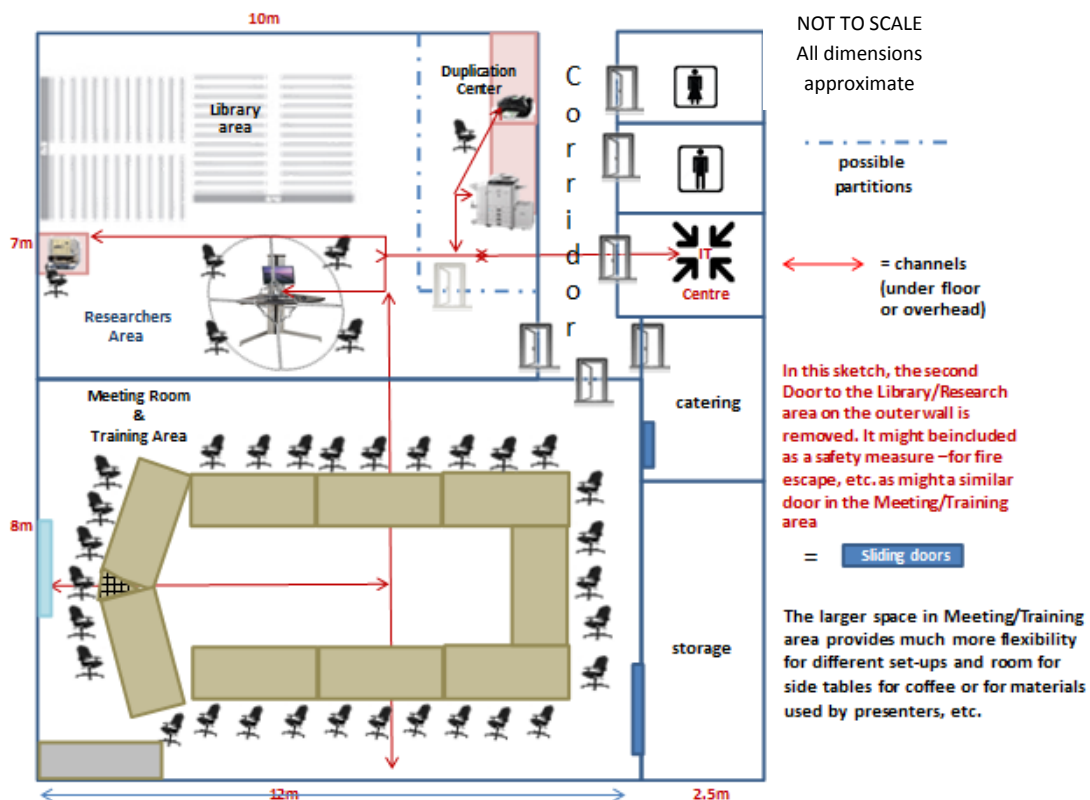 10m
NOT TO SCALE
All dimensions
approximate
Duplication
Center
Corridor
Library
area
possible
partitions
7m
IT
Centre
= channels
(under floor
or overhead)
Researchers
Area
In this sketch, the second
Door to the Library/Research
area on the outer wall is
removed. It might be included
as a safety measure –for fire
escape, etc. as might a similar
door in the Meeting/Training
area
Meeting Room
&
Training Area
catering
8m
= Sliding doors
The larger space in Meeting/Training
area provides much more flexibility
for different set-ups and room for
side tables for coffee or for materials
used by presenters, etc.
storage
12m
2.5m